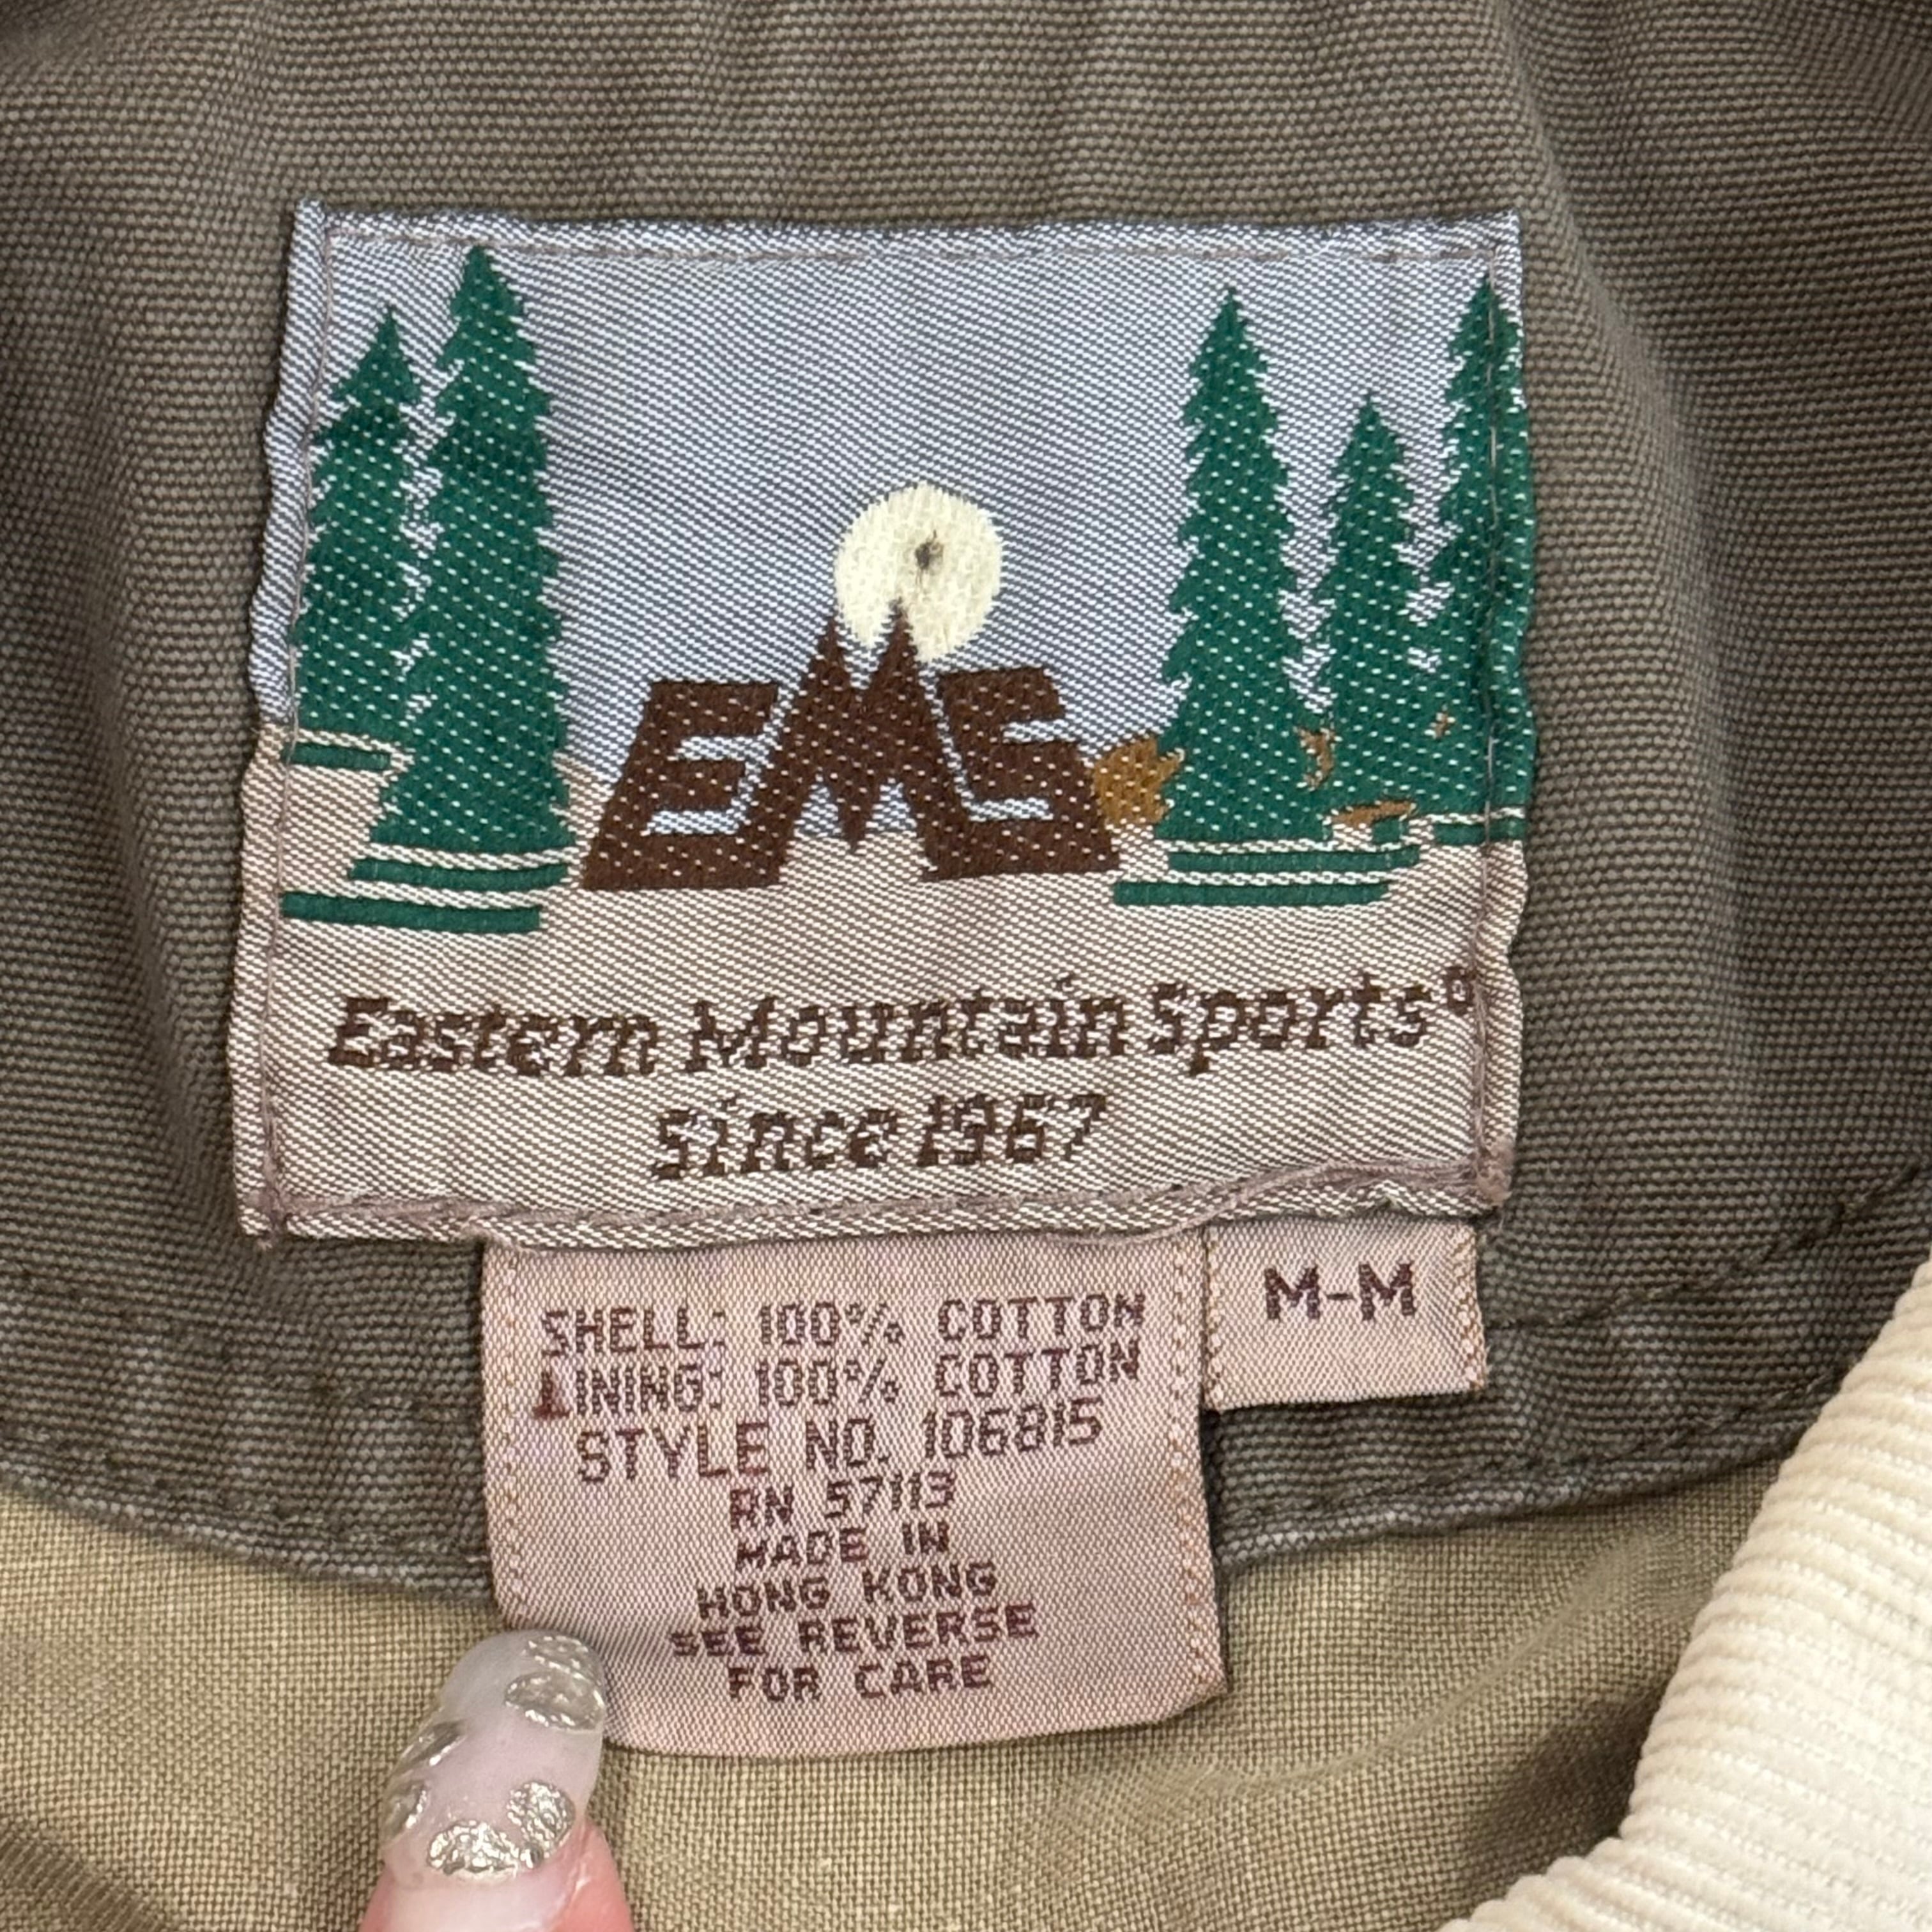 EMS
Eastern Mountain Sports®
Since 1967
M-M
SHELL: 100% COTTON
LINING: 100% COTTON
STYLE NO. 106815
RN 57113
MADE IN
HONG KONG
SEE REVERSE
FOR CARE